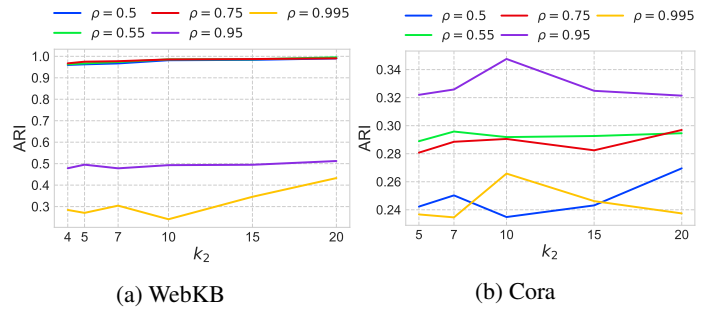 ρ = 0.5 ρ = 0.75 ρ = 0.995
ρ = 0.55 ρ = 0.95
1.0
0.9
0.8
0.7
0.6
0.5
0.4
0.3
ARI
4 5 7 10 15 20
k₂
(a) WebKB
ρ = 0.5 ρ = 0.75 ρ = 0.995
ρ = 0.55 ρ = 0.95
0.34
0.32
0.30
0.28
0.26
0.24
ARI
5 7 10 15 20
k₂
(b) Cora